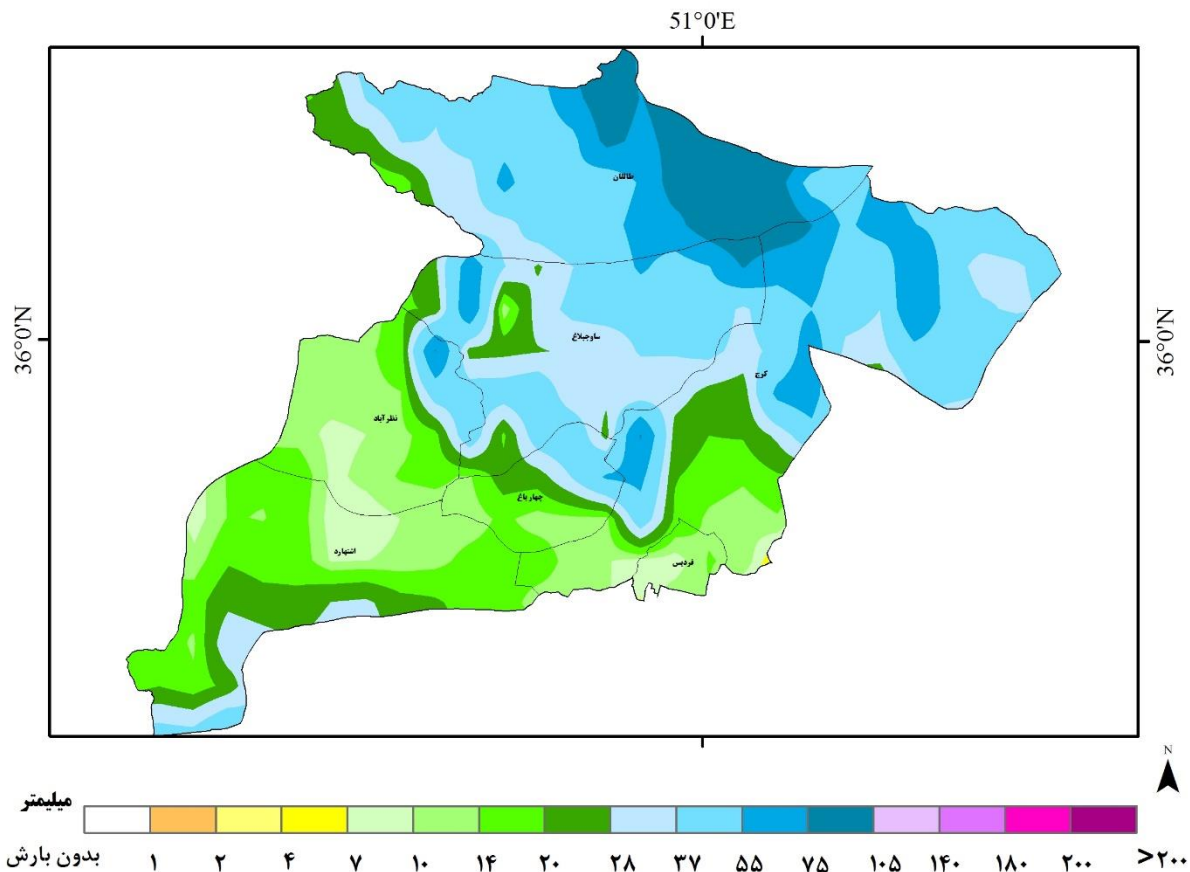 51°0'E
36°0'N
36°0'N
طالقان
ساوجبلاغ
کرج
نظرآباد
چهارباغ
اشتهارد
فردیس
N
میلیمتر
بدون بارش ۱ ۲ ۴ ۷ ۱۰ ۱۴ ۲۰ ۲۸ ۳۷ ۵۵ ۷۵ ۱۰۵ ۱۴۰ ۱۸۰ ۲۰۰ >۲۰۰